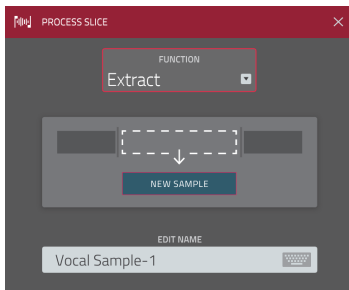 PROCESS SLICE
FUNCTION
Extract
NEW SAMPLE
EDIT NAME
Vocal Sample-1